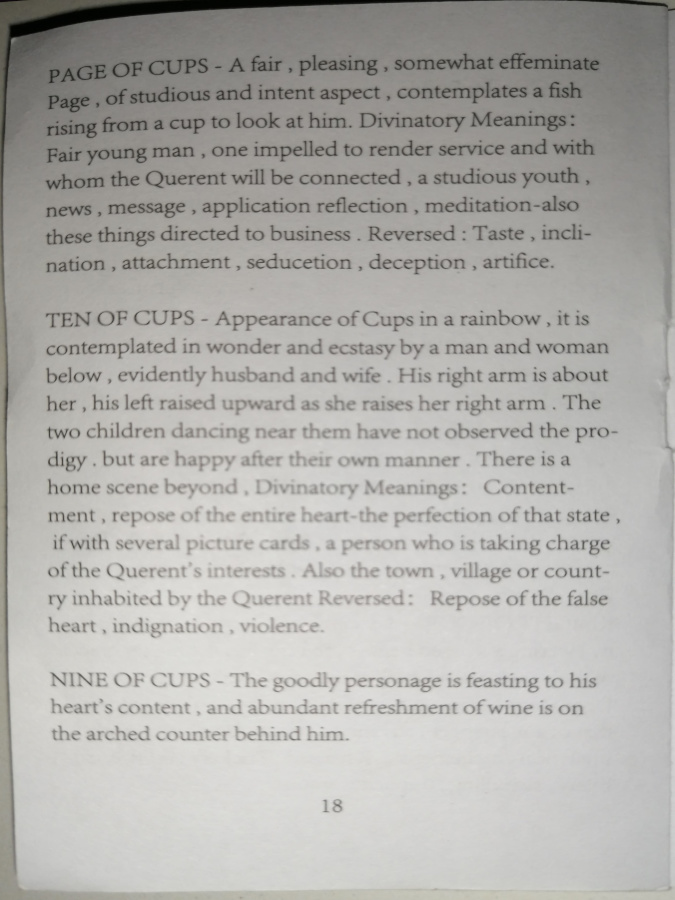 PAGE OF CUPS - A fair , pleasing , somewhat effeminate
Page , of studious and intent aspect , contemplates a fish
rising from a cup to look at him. Divinatory Meanings :
Fair young man , one impelled to render service and with
whom the Querent will be connected , a studious youth ,
news , message , application reflection , meditation-also
these things directed to business . Reversed : Taste , incli-
nation , attachment , seducetion , deception , artifice.
TEN OF CUPS - Appearance of Cups in a rainbow , it is
contemplated in wonder and ecstasy by a man and woman
below , evidently husband and wife . His right arm is about
her , his left raised upward as she raises her right arm . The
two children dancing near them have not observed the pro-
digy . but are happy after their own manner . There is a
home scene beyond , Divinatory Meanings : Content-
ment , repose of the entire heart-the perfection of that state ,
if with several picture cards , a person who is taking charge
of the Querent's interests . Also the town , village or count-
ry inhabited by the Querent Reversed : Repose of the false
heart , indignation , violence.
NINE OF CUPS - The goodly personage is feasting to his
heart's content , and abundant refreshment of wine is on
the arched counter behind him.
18